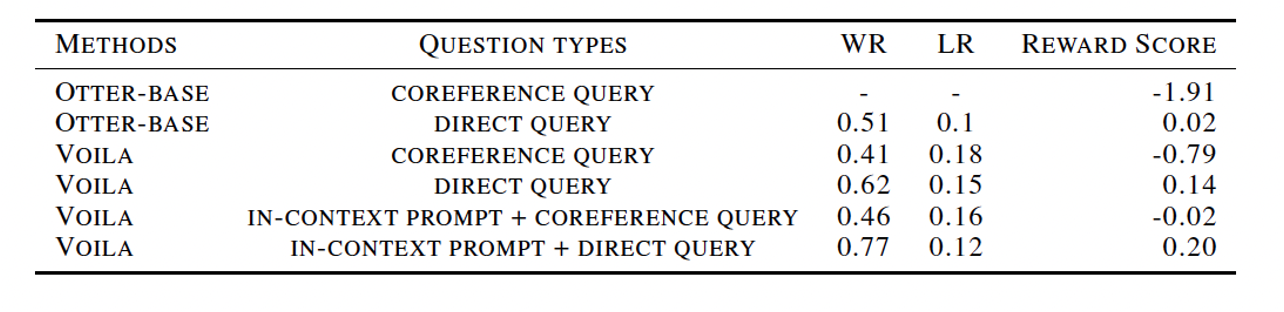 METHODS QUESTION TYPES WR LR REWARD SCORE
OTTER-BASE COREFERENCE QUERY - - -1.91
OTTER-BASE DIRECT QUERY 0.51 0.1 0.02
VOILA COREFERENCE QUERY 0.41 0.18 -0.79
VOILA DIRECT QUERY 0.62 0.15 0.14
VOILA IN-CONTEXT PROMPT + COREFERENCE QUERY 0.46 0.16 -0.02
VOILA IN-CONTEXT PROMPT + DIRECT QUERY 0.77 0.12 0.20